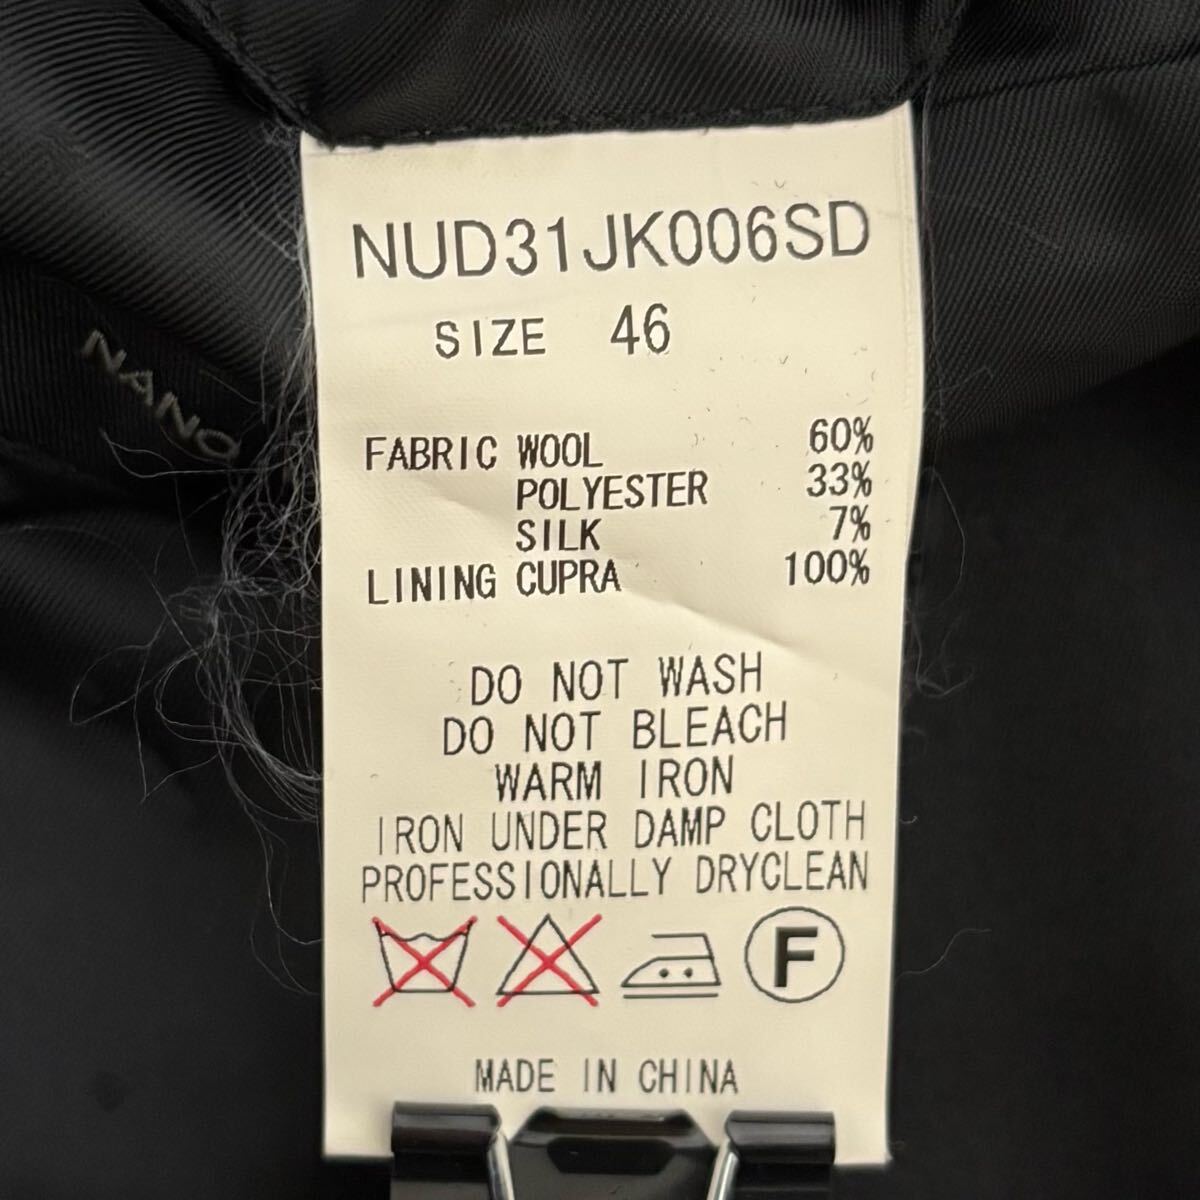 NUD31JK006SD
SIZE 46
NANO
FABRIC WOOL 60%
POLYESTER 33%
SILK 7%
LINING CUPRA 100%
DO NOT WASH
DO NOT BLEACH
WARM IRON
IRON UNDER DAMP CLOTH
PROFESSIONALLY DRYCLEAN
F
MADE IN CHINA